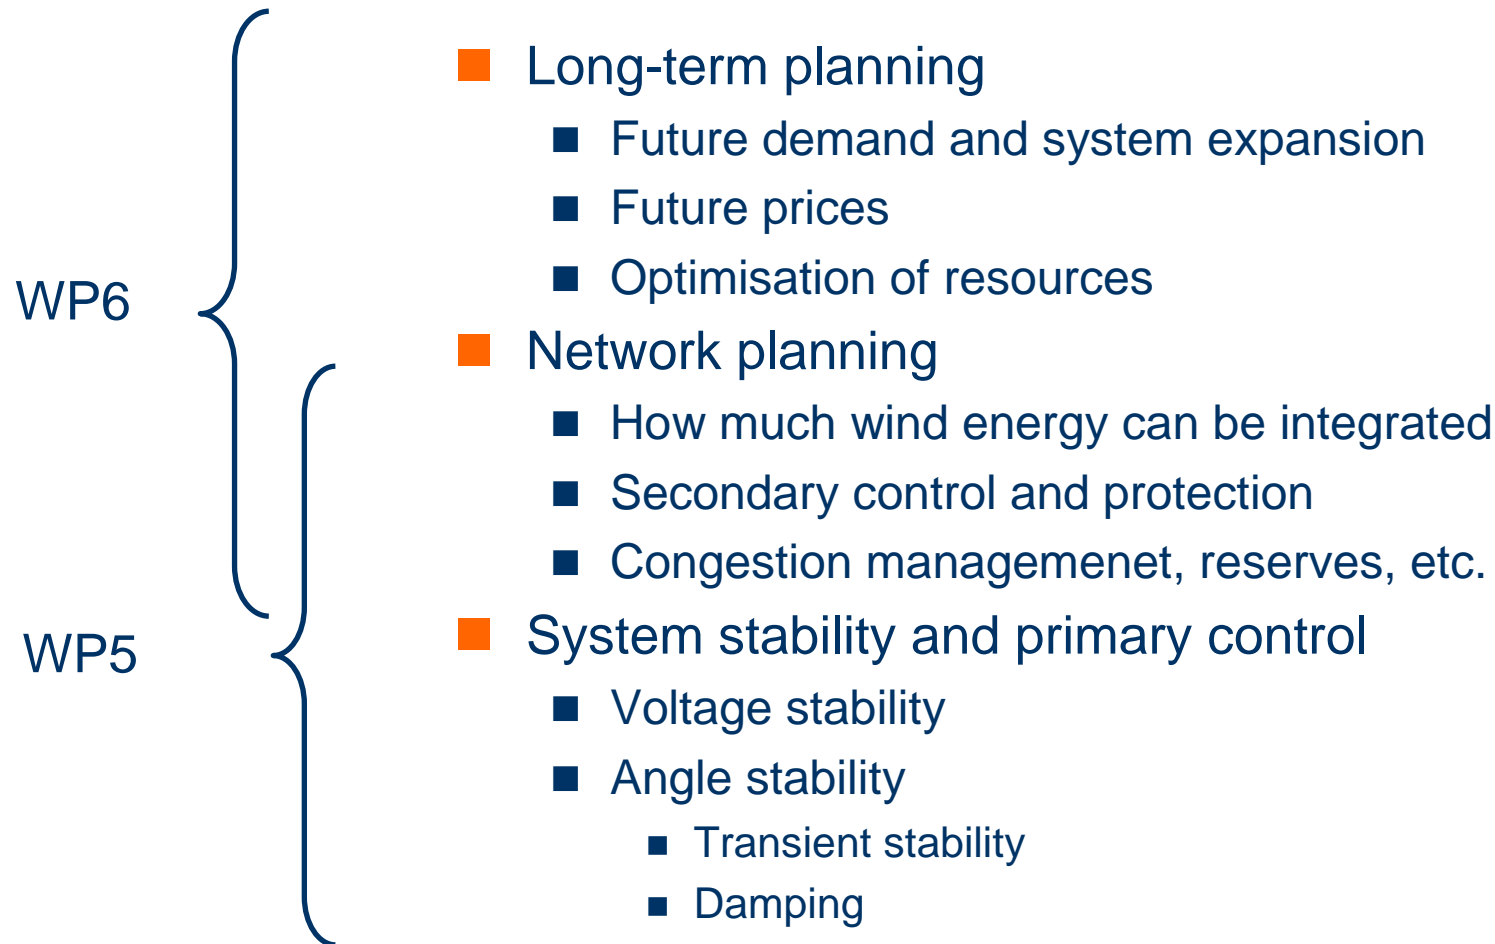 Long-term planning
Future demand and system expansion
Future prices
Optimisation of resources
WP6
Network planning
How much wind energy can be integrated
Secondary control and protection
Congestion managemenet, reserves, etc.
System stability and primary control
WP5
Voltage stability
Angle stability
Transient stability
Damping